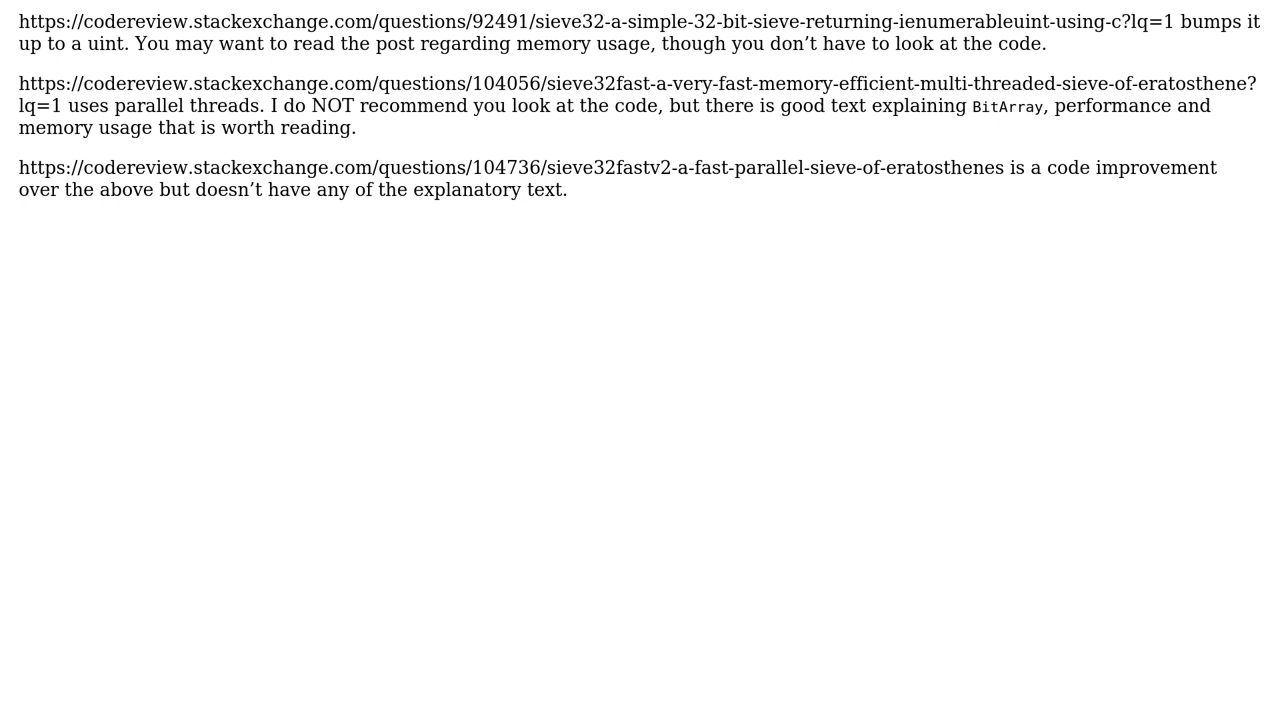 https://codereview.stackexchange.com/questions/92491/sieve32-a-simple-32-bit-sieve-returning-ienumerableuint-using-c?lq=1 bumps it
up to a uint. You may want to read the post regarding memory usage, though you don’t have to look at the code.
https://codereview.stackexchange.com/questions/104056/sieve32fast-a-very-fast-memory-efficient-multi-threaded-sieve-of-eratosthene?
lq=1 uses parallel threads. I do NOT recommend you look at the code, but there is good text explaining BitArray, performance and
memory usage that is worth reading.
https://codereview.stackexchange.com/questions/104736/sieve32fastv2-a-fast-parallel-sieve-of-eratosthenes is a code improvement
over the above but doesn’t have any of the explanatory text.